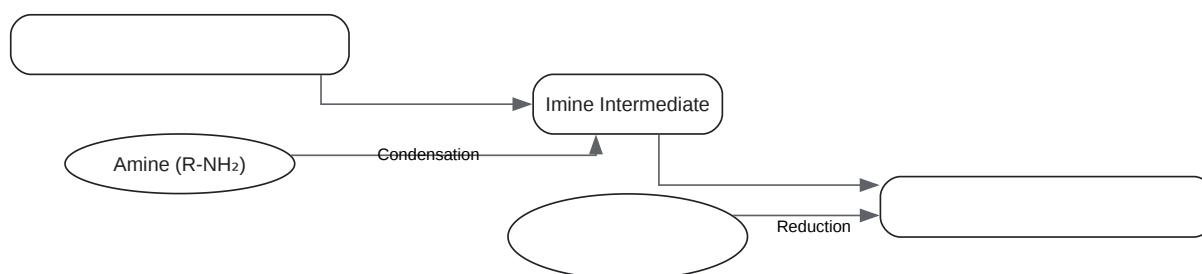 Imine Intermediate
Amine (R-NH₂)
Condensation
Reduction